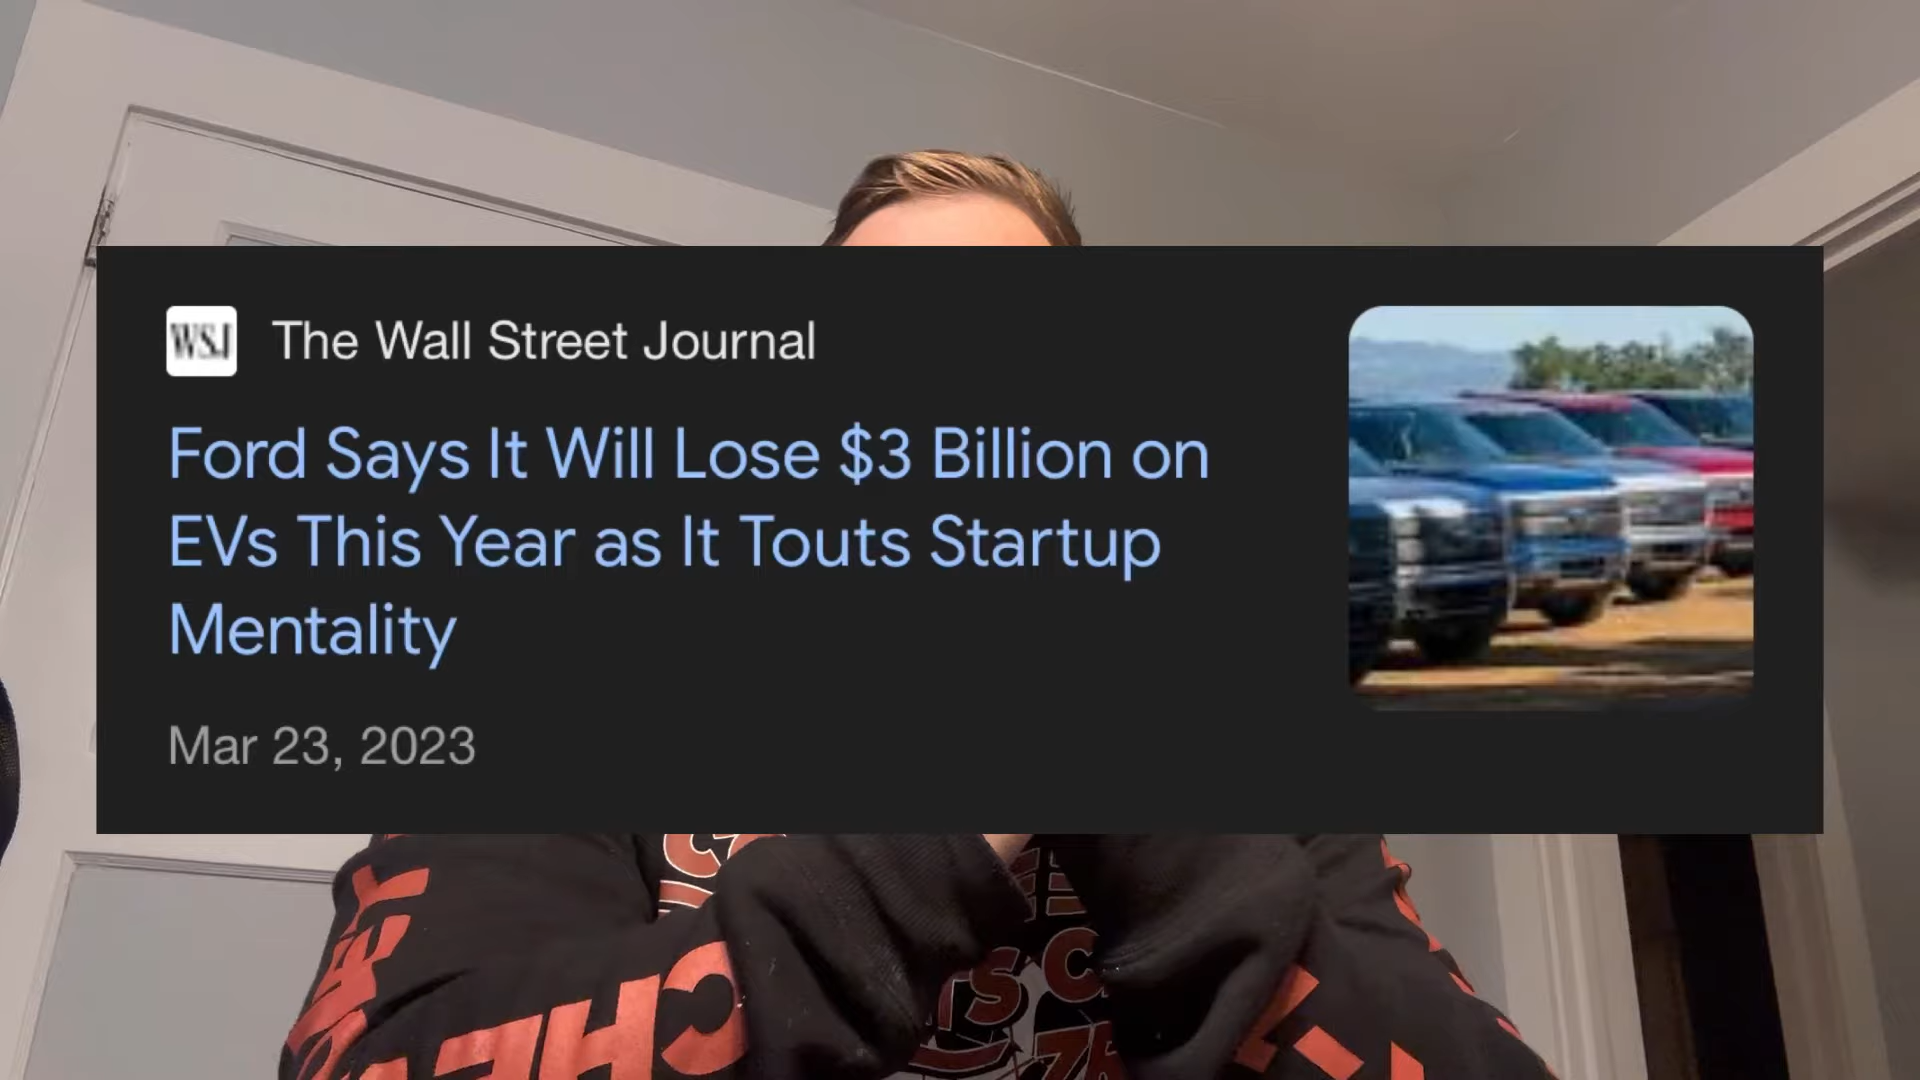 WSJ
The Wall Street Journal
Ford Says It Will Lose $3 Billion on
EVs This Year as It Touts Startup
Mentality
Mar 23, 2023